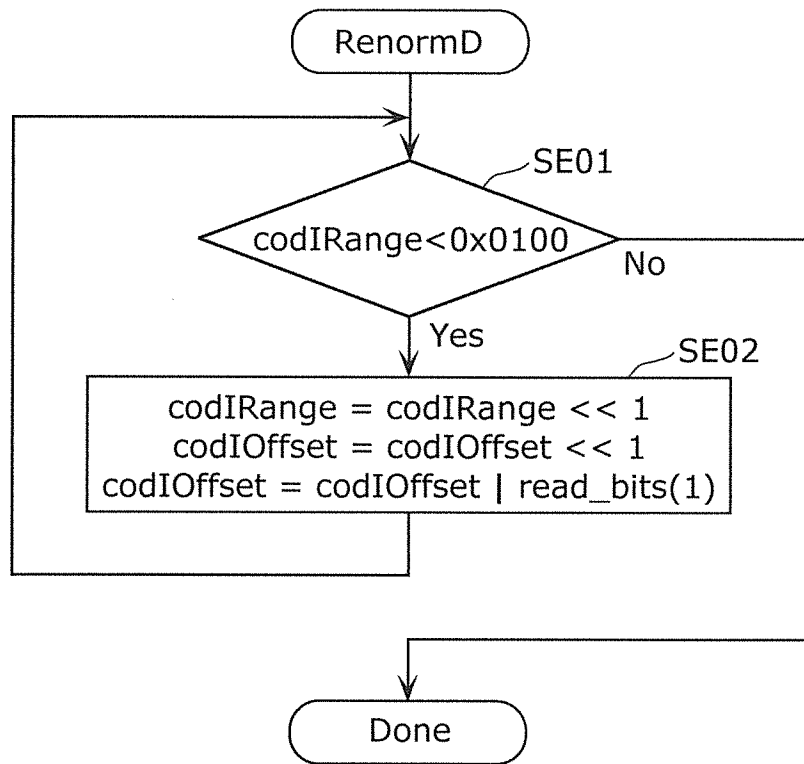 RenormD
SE01
codIRange<0x0100
No
Yes
SE02
codIRange = codIRange << 1
codIOffset = codIOffset << 1
codIOffset = codIOffset | read_bits(1)
Done